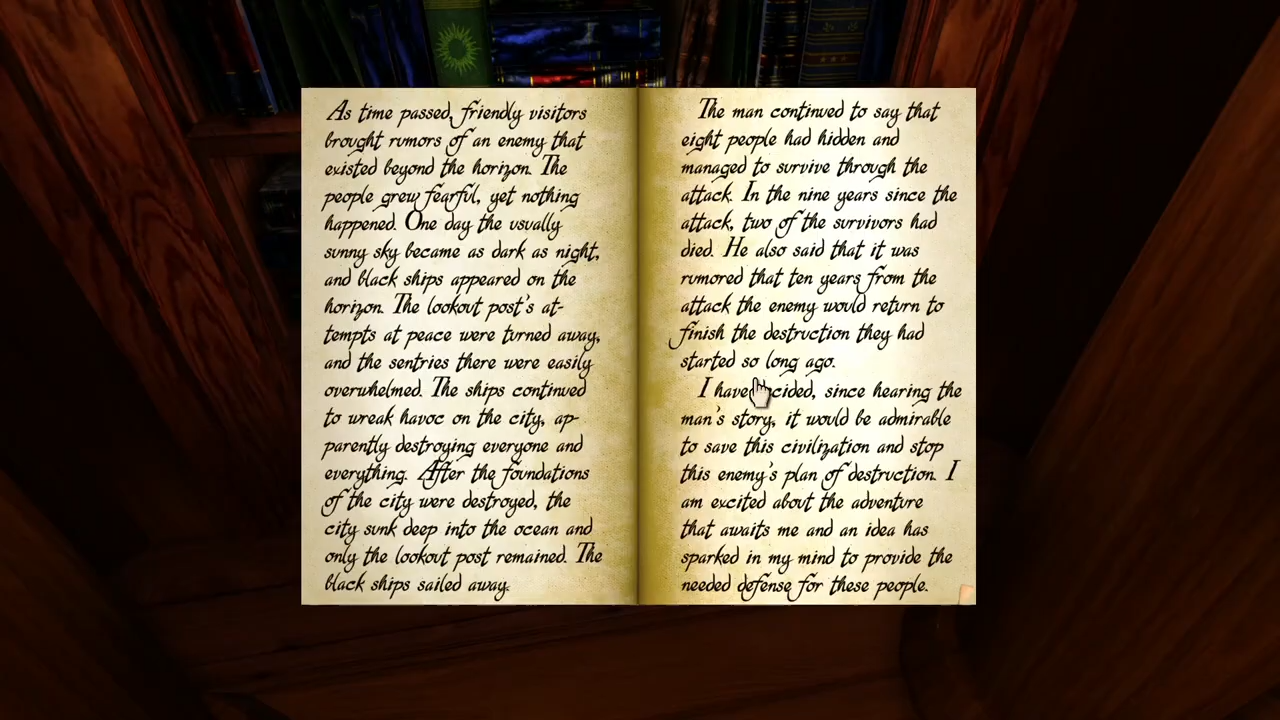 As time passed, friendly visitors
brought rumors of an enemy that
existed beyond the horizon. The
people grew fearful, yet nothing
happened. One day the usually
sunny sky became as dark as night,
and black ships appeared on the
horizon. The lookout post's at-
tempts at peace were turned away,
and the sentries there were easily
overwhelmed. The ships continued
to wreak havoc on the city, ap-
parently destroying everyone and
everything. After the foundations
of the city were destroyed, the
city sunk deep into the ocean and
only the lookout post remained. The
black ships sailed away.
The man continued to say that
eight people had hidden and
managed to survive through the
attack. In the nine years since the
attack, two of the survivors had
died. He also said that it was
rumored that ten years from the
attack the enemy would return to
finish the destruction they had
started so long ago.
I have decided, since hearing the
man's story, it would be admirable
to save this civilization and stop
this enemy's plan of destruction. I
am excited about the adventure
that awaits me and an idea has
sparked in my mind to provide the
needed defense for these people.